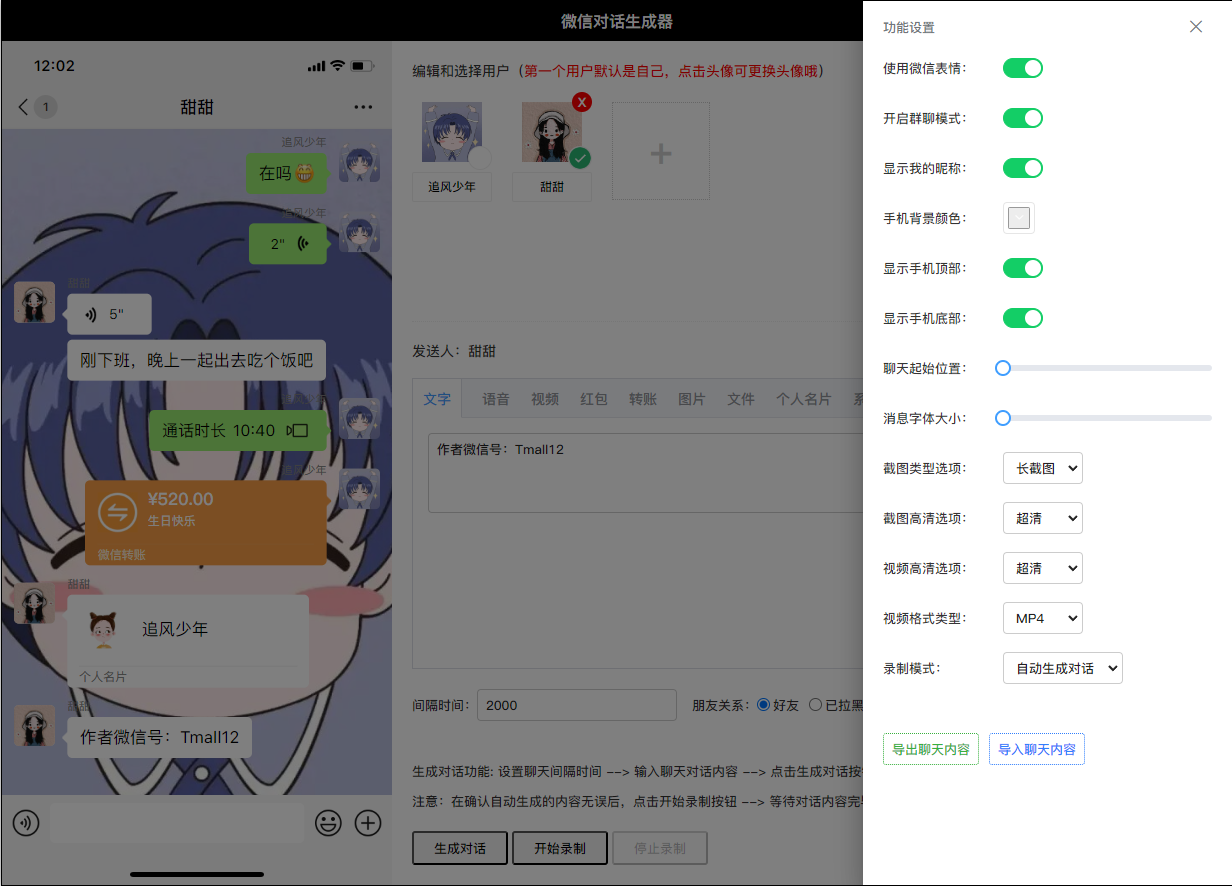 微信对话生成器
12:02
1
甜甜
追风少年
在吗
追风少年
2"
甜甜
5"
刚下班，晚上一起出去吃个饭吧
追风少年
通话时长 10:40
追风少年
¥520.00
生日快乐
微信转账
甜甜
追风少年
个人名片
甜甜
作者微信号：Tmall12
编辑和选择用户（第一个用户默认是自己，点击头像可更换头像哦）
X
追风少年
甜甜
发送人：甜甜
文字 语音 视频 红包 转账 图片 文件 个人名片
作者微信号：Tmall12
间隔时间： 2000 朋友关系： 好友 已拉黑
生成对话功能: 设置聊天间隔时间 --> 输入聊天对话内容 --> 点击生成对话按
注意：在确认自动生成的内容无误后，点击开始录制按钮 --> 等待对话内容完
生成对话 开始录制 停止录制
功能设置
使用微信表情：
开启群聊模式：
显示我的昵称：
手机背景颜色：
显示手机顶部：
显示手机底部：
聊天起始位置：
消息字体大小：
截图类型选项： 长截图
截图高清选项： 超清
视频高清选项： 超清
视频格式类型： MP4
录制模式： 自动生成对话
导出聊天内容 导入聊天内容